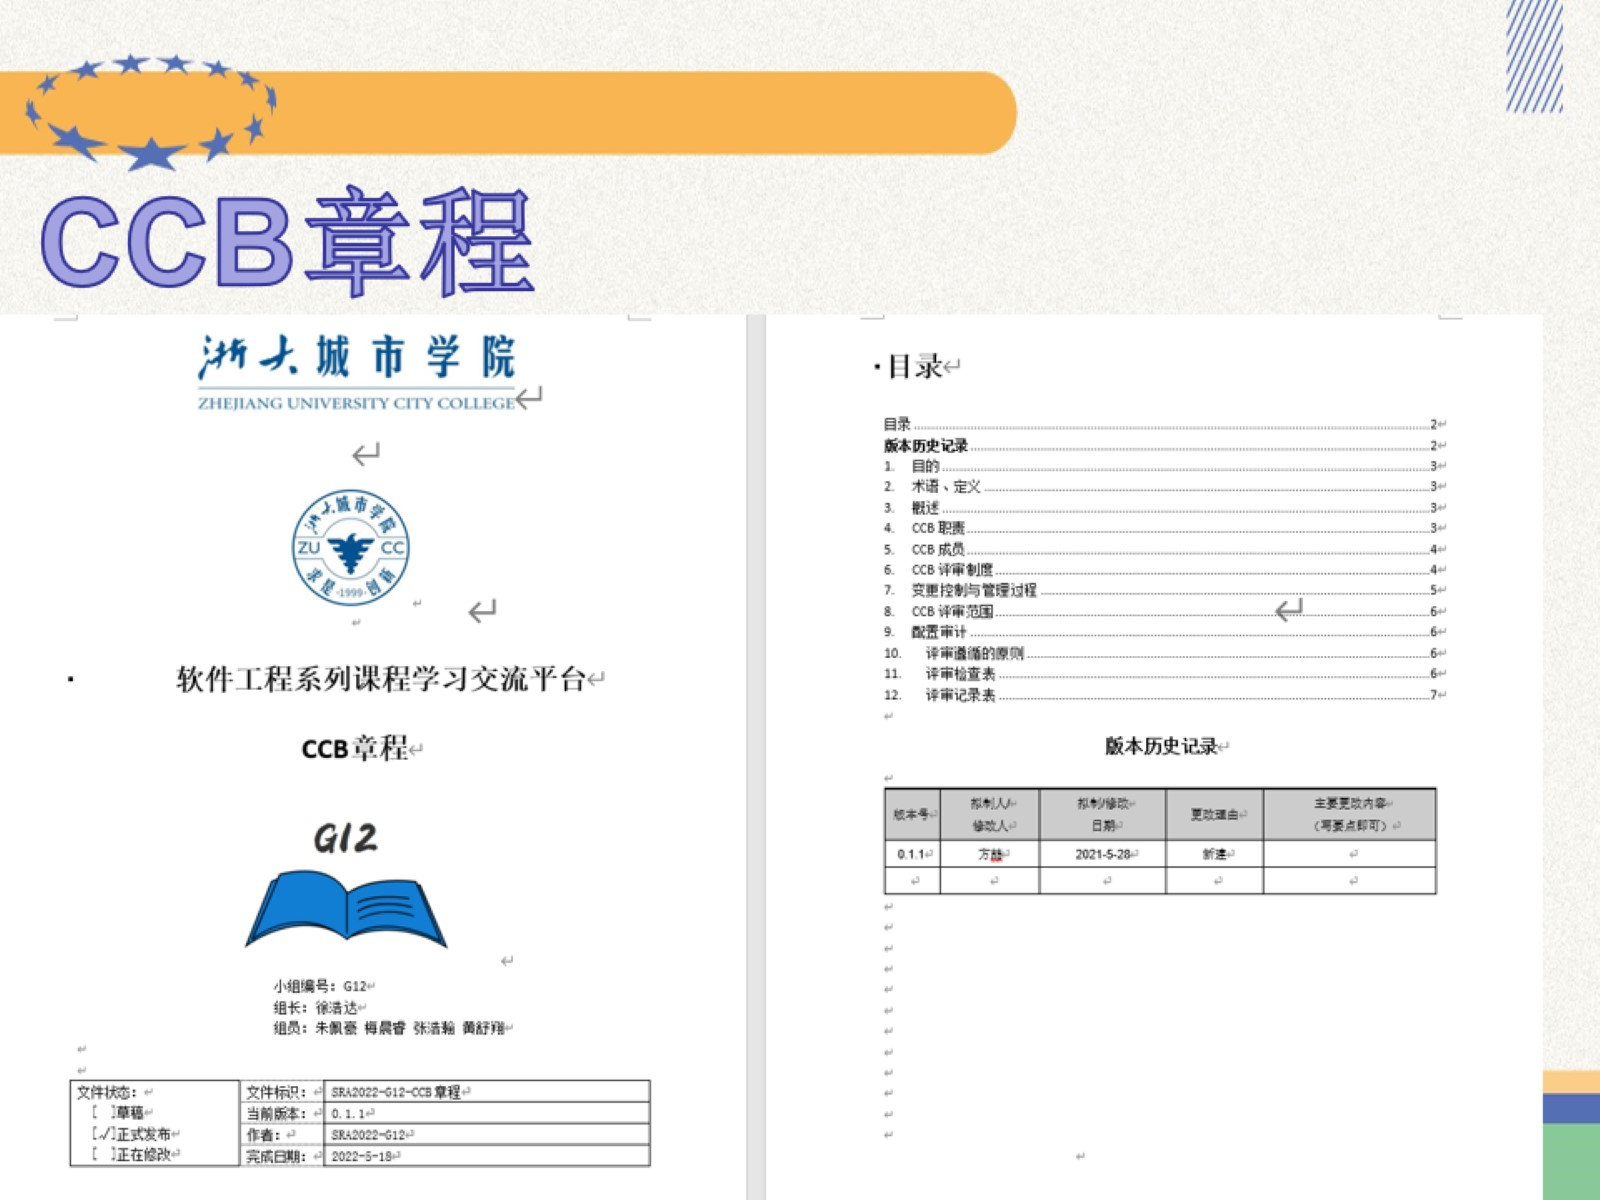 CCB章程
浙大城市学院
ZHEJIANG UNIVERSITY CITY COLLEGE
浙大城市学院
ZU CC
求是 ·1999· 创新
软件工程系列课程学习交流平台
CCB章程
G12
小组编号：G12
组长：徐浩达
组员：朱佩豪 梅晨睿 张浩瀚 黄舒翔
文件状态：
[ ]草稿
[√]正式发布
[ ]正在修改
文件标识： SRA2022-G12-CCB章程
当前版本： 0.1.1
作者： SRA2022-G12
完成日期： 2022-5-18
目录
目录 2
版本历史记录 2
1. 目的 3
2. 术语、定义 3
3. 概述 3
4. CCB 职责 3
5. CCB 成员 4
6. CCB 评审制度 4
7. 变更控制与管理过程 5
8. CCB 评审范围 6
9. 配置审计 6
10. 评审遵循的原则 6
11. 评审检查表 6
12. 评审记录表 7
版本历史记录
版本号 拟制人/修改人 拟制/修改日期 更改理由 主要更改内容（写要点即可）
0.1.1 方 2021-5-28 新建